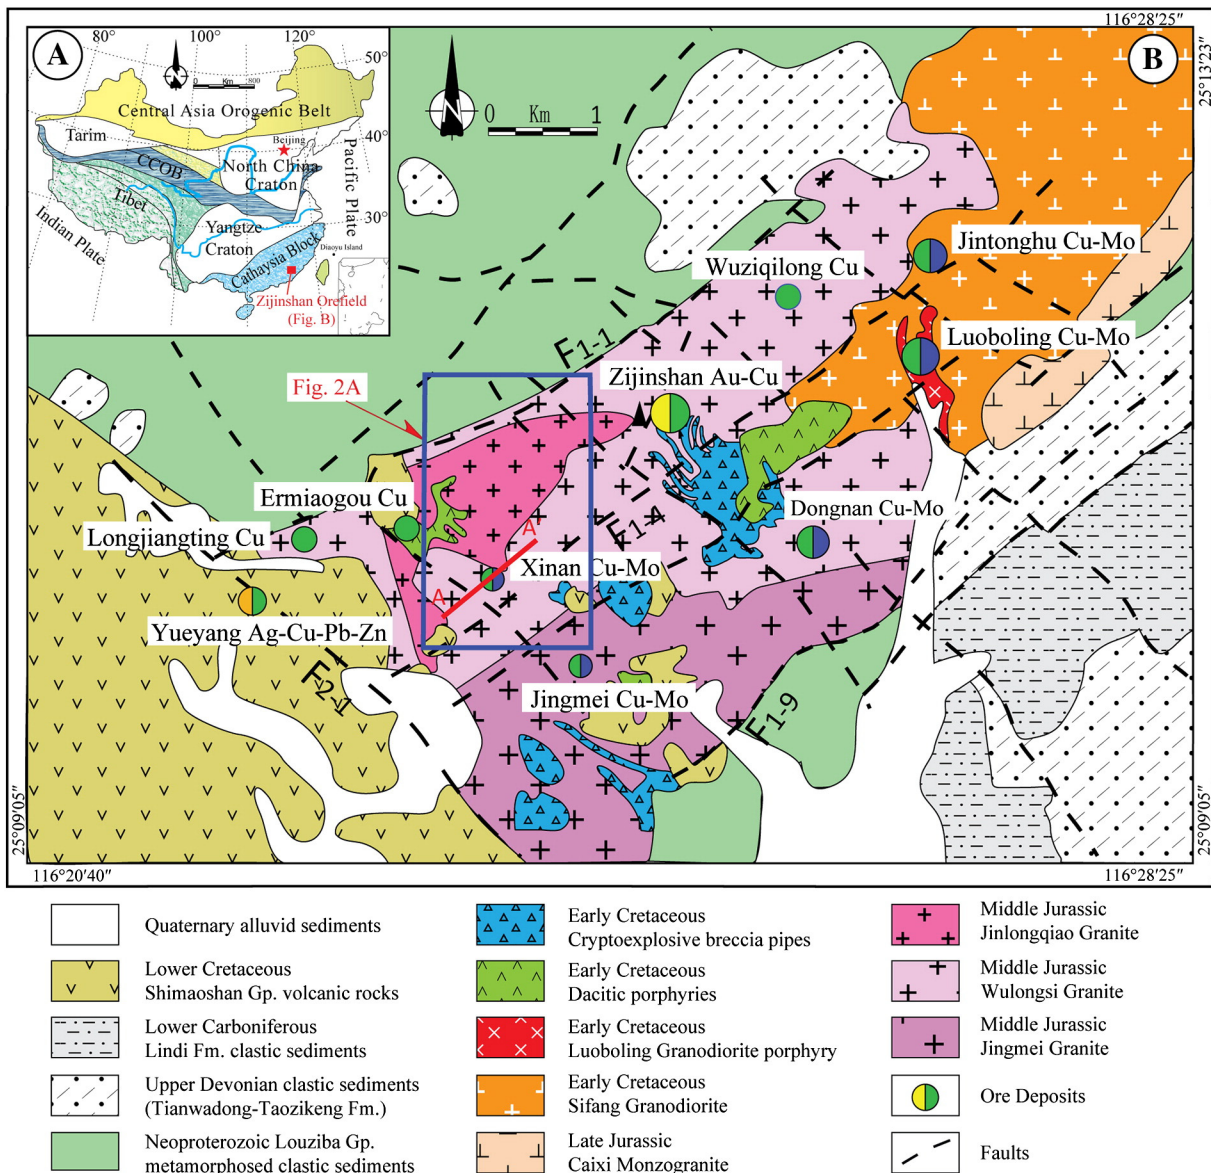 116°28′25″
A
80°
100°
120°
50°
N
0 Km 800
Central Asia Orogenic Belt
40°
Tarim
Beijing
CCOB
North China
Craton
Pacific Plate
Tibet
30°
Indian Plate
Yangtze
Craton
Diaoyu Island
Cathaysia Block
Zijinshan Orefield
(Fig. B)
N
0 Km 1
B
25°13′23″
Jintonghu Cu-Mo
Wuziqilong Cu
Luoboling Cu-Mo
F1-1
Fig. 2A
Zijinshan Au-Cu
Ermiaogou Cu
Longjiangting Cu
Dongnan Cu-Mo
F1-4
A'
Xinan Cu-Mo
A
Yueyang Ag-Cu-Pb-Zn
F2-1
Jingmei Cu-Mo
F1-9
25°09′05″
25°09′05″
116°20′40″
116°28′25″
Quaternary alluvid sediments
Lower Cretaceous
Shimaoshan Gp. volcanic rocks
Lower Carboniferous
Lindi Fm. clastic sediments
Upper Devonian clastic sediments
(Tianwadong-Taozikeng Fm.)
Neoproterozoic Louziba Gp.
metamorphosed clastic sediments
Early Cretaceous
Cryptoexplosive breccia pipes
Early Cretaceous
Dacitic porphyries
Early Cretaceous
Luoboling Granodiorite porphyry
Early Cretaceous
Sifang Granodiorite
Late Jurassic
Caixi Monzogranite
Middle Jurassic
Jinlongqiao Granite
Middle Jurassic
Wulongsi Granite
Middle Jurassic
Jingmei Granite
Ore Deposits
Faults